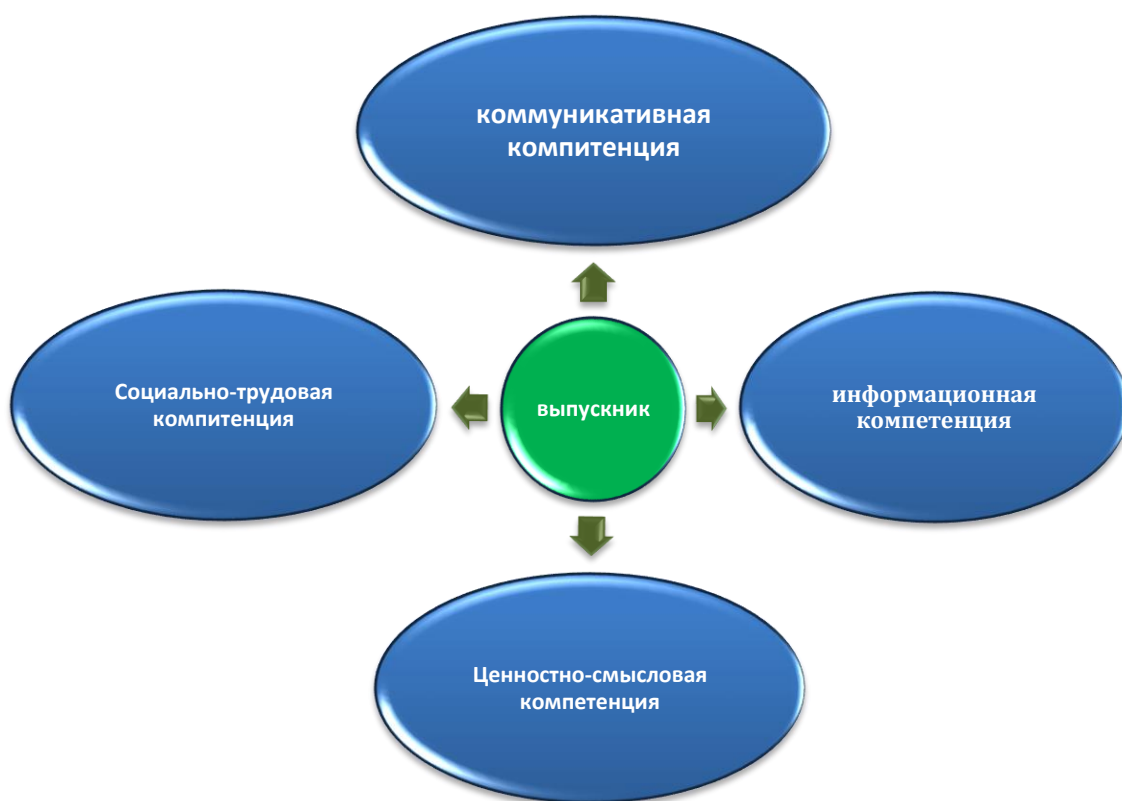 коммуникативная
компитенция
Социально-трудовая
компитенция
выпускник
информационная
компетенция
Ценностно-смысловая
компетенция